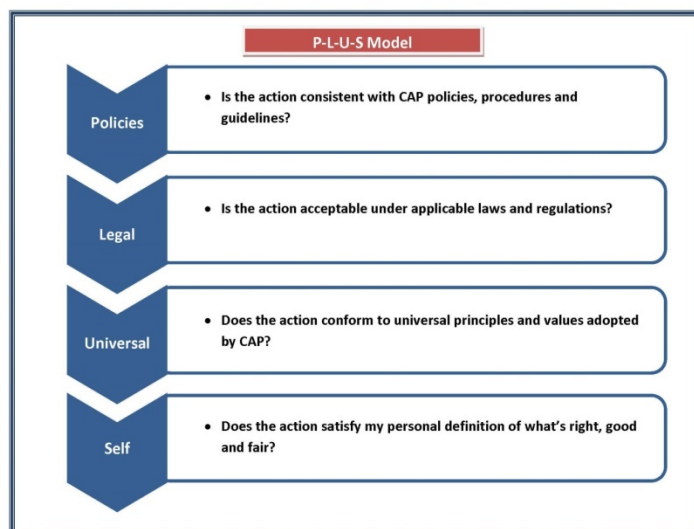 P-L-U-S Model
Policies
• Is the action consistent with CAP policies, procedures and
guidelines?
Legal
• Is the action acceptable under applicable laws and regulations?
Universal
• Does the action conform to universal principles and values adopted
by CAP?
Self
• Does the action satisfy my personal definition of what's right, good
and fair?